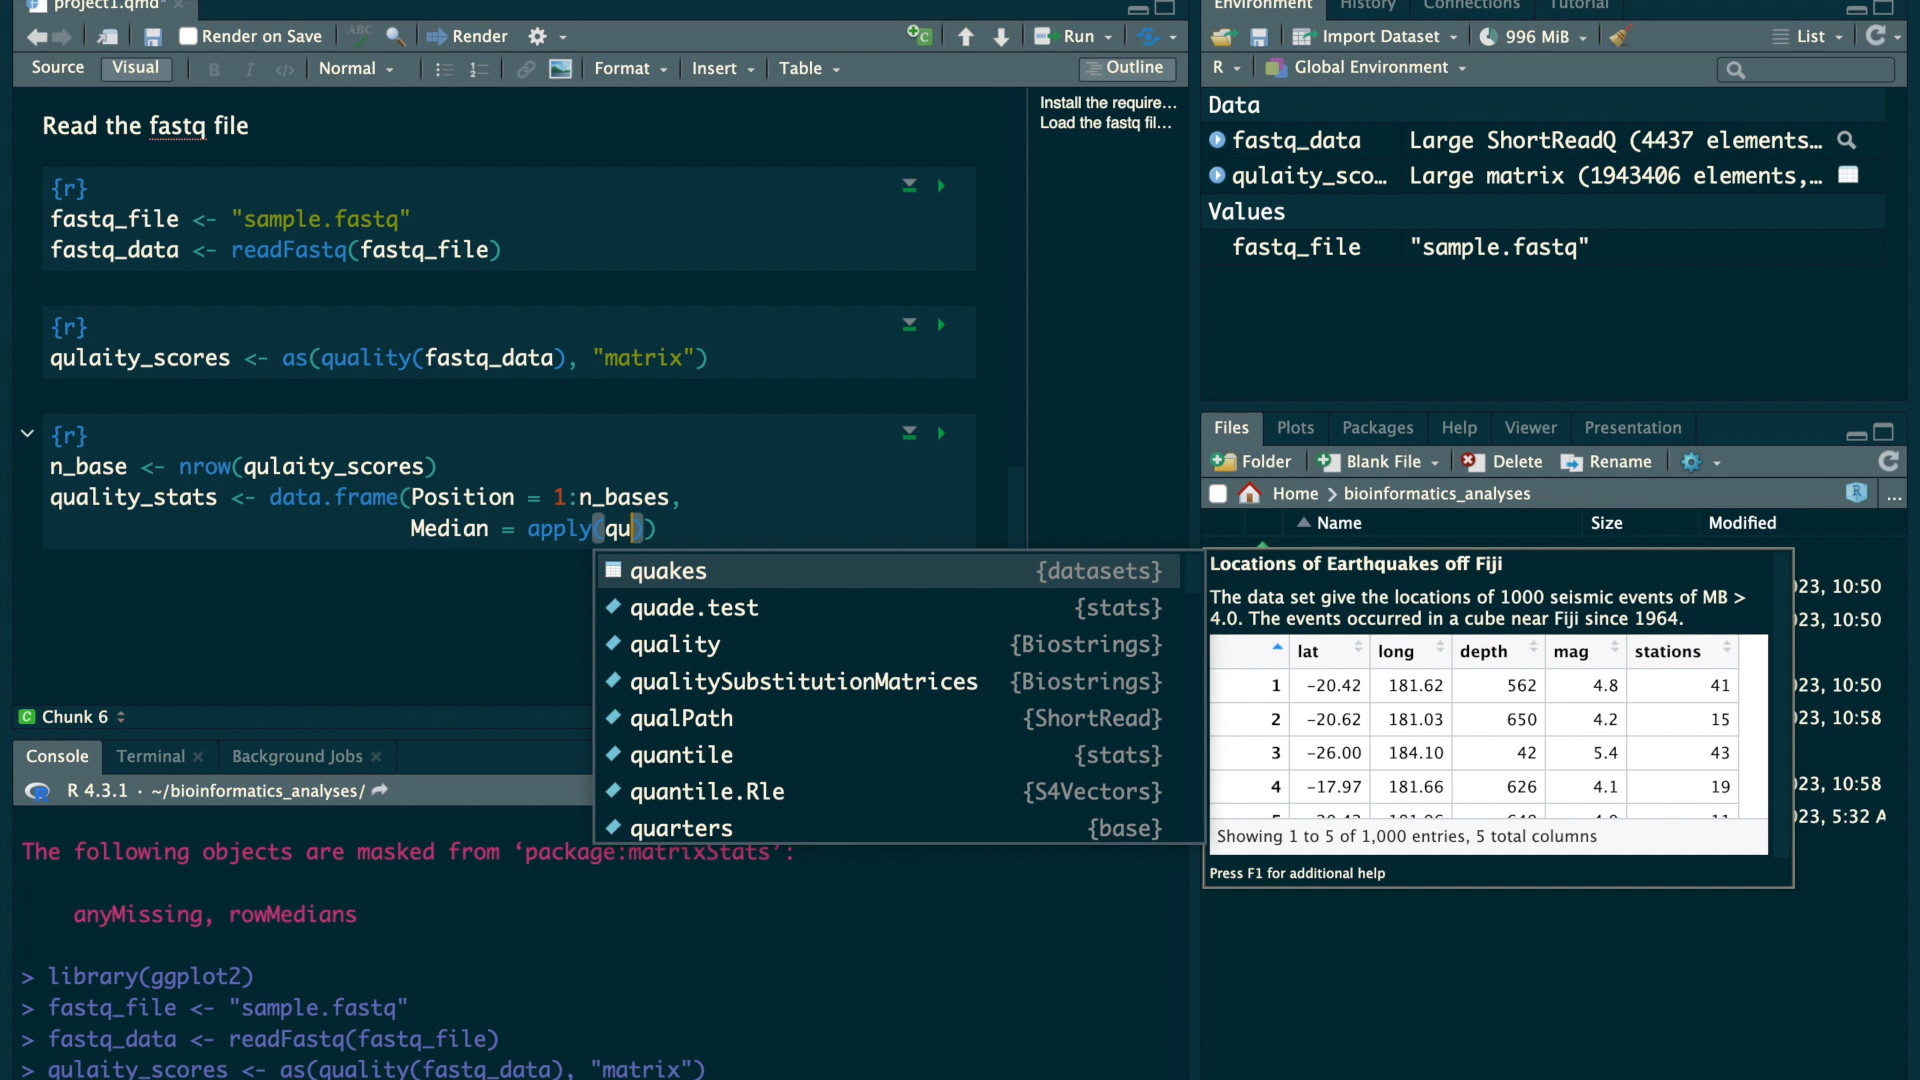 project1.qmd*
Render on Save
ABC
Render
Run
Source
Visual
B
I
</>
Normal
Format
Insert
Table
Outline
Read the fastq file
Install the require...
Load the fastq fil...
{r}
fastq_file <- "sample.fastq"
fastq_data <- readFastq(fastq_file)
{r}
qulaity_scores <- as(quality(fastq_data), "matrix")
{r}
n_base <- nrow(qulaity_scores)
quality_stats <- data.frame(Position = 1:n_bases,
Median = apply(qu))
quakes {datasets}
quade.test {stats}
quality {Biostrings}
qualitySubstitutionMatrices {Biostrings}
qualPath {ShortRead}
quantile {stats}
quantile.Rle {S4Vectors}
quarters {base}
C Chunk 6
Console
Terminal
Background Jobs
R 4.3.1 · ~/bioinformatics_analyses/
The following objects are masked from ‘package:matrixStats’:
anyMissing, rowMedians
> library(ggplot2)
> fastq_file <- "sample.fastq"
> fastq_data <- readFastq(fastq_file)
> qulaity_scores <- as(quality(fastq_data), "matrix")
Environment
History
Connections
Tutorial
Import Dataset
996 MiB
List
R
Global Environment
Data
fastq_data Large ShortReadQ (4437 elements...
qulaity_sco... Large matrix (1943406 elements,...
Values
fastq_file "sample.fastq"
Files
Plots
Packages
Help
Viewer
Presentation
Folder
Blank File
Delete
Rename
Home
bioinformatics_analyses
R
...
Name
Size
Modified
Locations of Earthquakes off Fiji
The data set give the locations of 1000 seismic events of MB >
4.0. The events occurred in a cube near Fiji since 1964.
lat long depth mag stations
1 -20.42 181.62 562 4.8 41
2 -20.62 181.03 650 4.2 15
3 -26.00 184.10 42 5.4 43
4 -17.97 181.66 626 4.1 19
Showing 1 to 5 of 1,000 entries, 5 total columns
Press F1 for additional help
023, 10:50
023, 10:50
023, 10:50
023, 10:58
023, 10:58
, 5:32 A